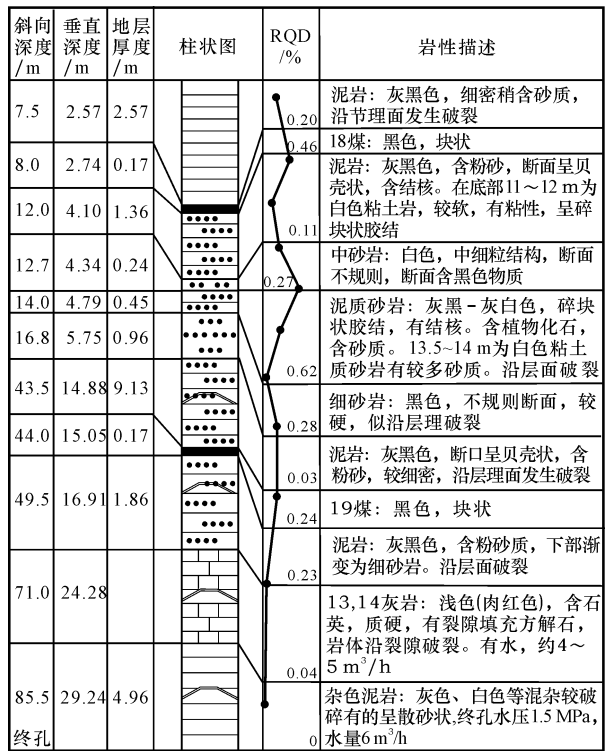 斜向 垂直 地层 柱状图 RQD 岩性描述
深度 深度 厚度 /%
/m /m /m
7.5 2.57 2.57
8.0 2.74 0.17
12.0 4.10 1.36
12.7 4.34 0.24
14.0 4.79 0.45
16.8 5.75 0.96
43.5 14.88 9.13
44.0 15.05 0.17
49.5 16.91 1.86
71.0 24.28
85.5 29.24 4.96
终孔
0.20
0.46
0.11
0.27
0.62
0.28
0.03
0.24
0.23
0.04
0
泥岩：灰黑色，细密稍含砂质，
沿节理面发生破裂
18煤：黑色，块状
泥岩：灰黑色，含粉砂，断面呈贝
壳状，含结核。在底部11～12 m为
白色粘土岩，较软，有粘性，呈碎
块状胶结
中砂岩：白色，中细粒结构，断面
不规则，断面含黑色物质
泥质砂岩：灰黑－灰白色，碎块
状胶结，有结核。含植物化石，
含砂质。13.5~14 m为白色粘土
质砂岩有较多砂质。沿层面破裂
细砂岩：黑色，不规则断面，较
硬，似沿层理破裂
泥岩：灰黑色，断口呈贝壳状，含
粉砂，较细密，沿层理面发生破裂
19煤：黑色，块状
泥岩：灰黑色，含粉砂质，下部渐
变为细砂岩。沿层面破裂
13,14灰岩：浅色(肉红色)，含石
英，质硬，有裂隙填充方解石，
岩体沿裂隙破裂。有水，约4～
5 m³/h
杂色泥岩：灰色、白色等混杂较破
碎有的呈散砂状,终孔水压1.5 MPa,
水量6 m³/h